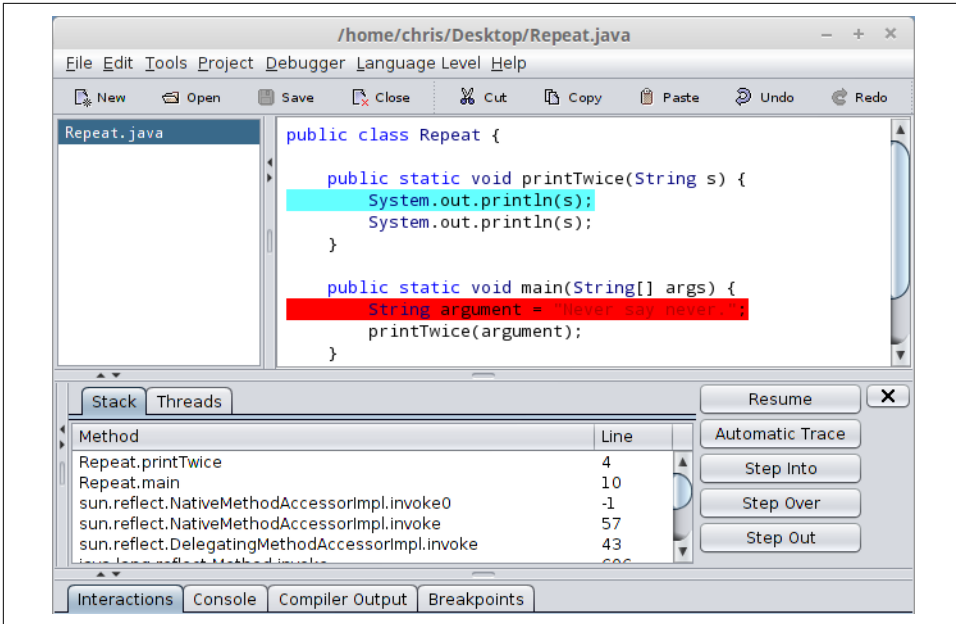 /home/chris/Desktop/Repeat.java
File Edit Tools Project Debugger Language Level Help
New Open Save Close Cut Copy Paste Undo Redo
Repeat.java
public class Repeat {
public static void printTwice(String s) {
System.out.println(s);
System.out.println(s);
}
public static void main(String[] args) {
String argument = "Never say never.";
printTwice(argument);
}
Stack Threads
Resume
Automatic Trace
Step Into
Step Over
Step Out
Method Line
Repeat.printTwice 4
Repeat.main 10
sun.reflect.NativeMethodAccessorImpl.invoke0 -1
sun.reflect.NativeMethodAccessorImpl.invoke 57
sun.reflect.DelegatingMethodAccessorImpl.invoke 43
Interactions Console Compiler Output Breakpoints